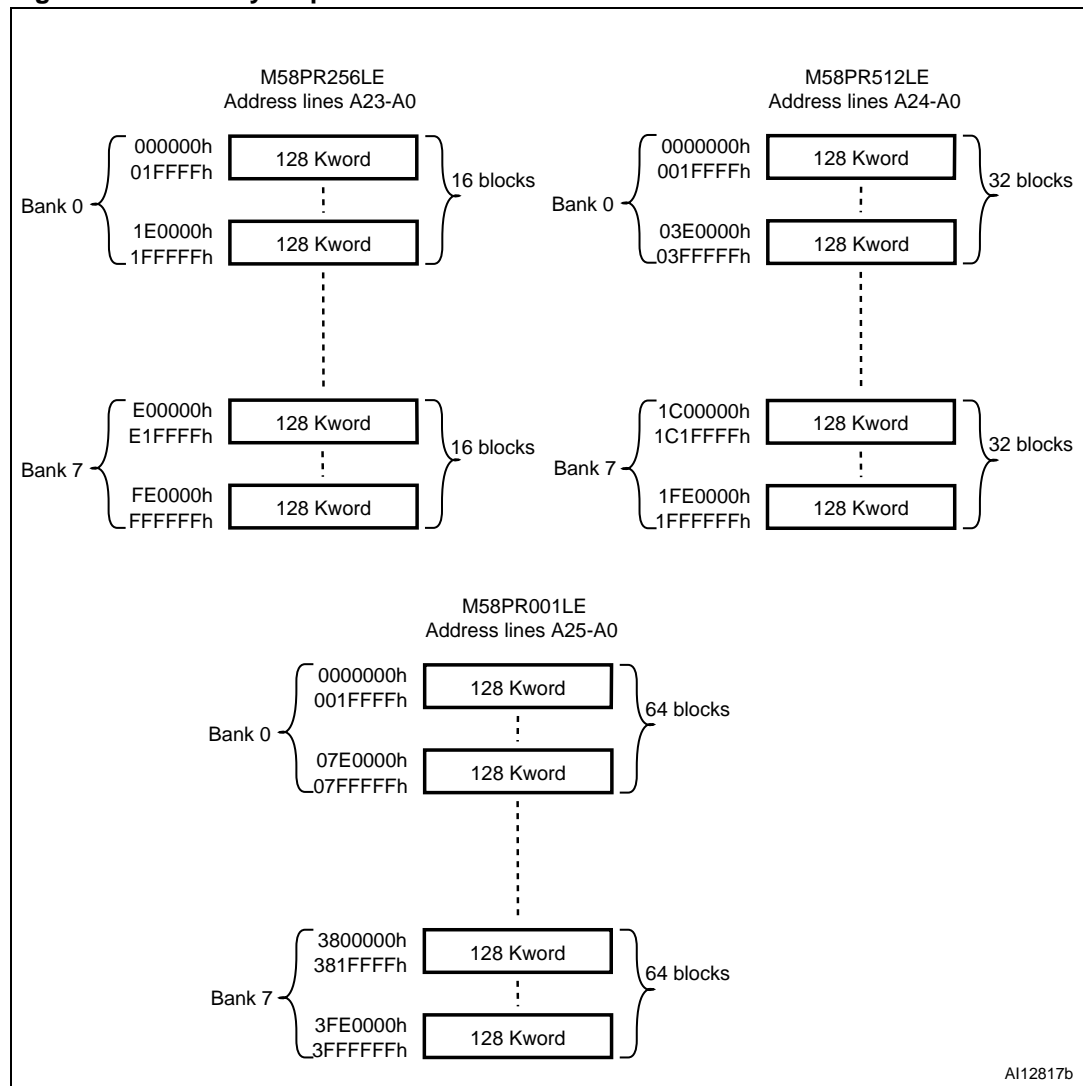 M58PR256LE
Address lines A23-A0
000000h
01FFFFh
128 Kword
16 blocks
Bank 0
1E0000h
1FFFFFh
128 Kword
E00000h
E1FFFFh
128 Kword
16 blocks
Bank 7
FE0000h
FFFFFFh
128 Kword
M58PR512LE
Address lines A24-A0
0000000h
001FFFFh
128 Kword
32 blocks
Bank 0
03E0000h
03FFFFFh
128 Kword
1C00000h
1C1FFFFh
128 Kword
32 blocks
Bank 7
1FE0000h
1FFFFFFh
128 Kword
M58PR001LE
Address lines A25-A0
0000000h
001FFFFh
128 Kword
64 blocks
Bank 0
07E0000h
07FFFFFh
128 Kword
3800000h
381FFFFh
128 Kword
64 blocks
Bank 7
3FE0000h
3FFFFFFh
128 Kword
AI12817b